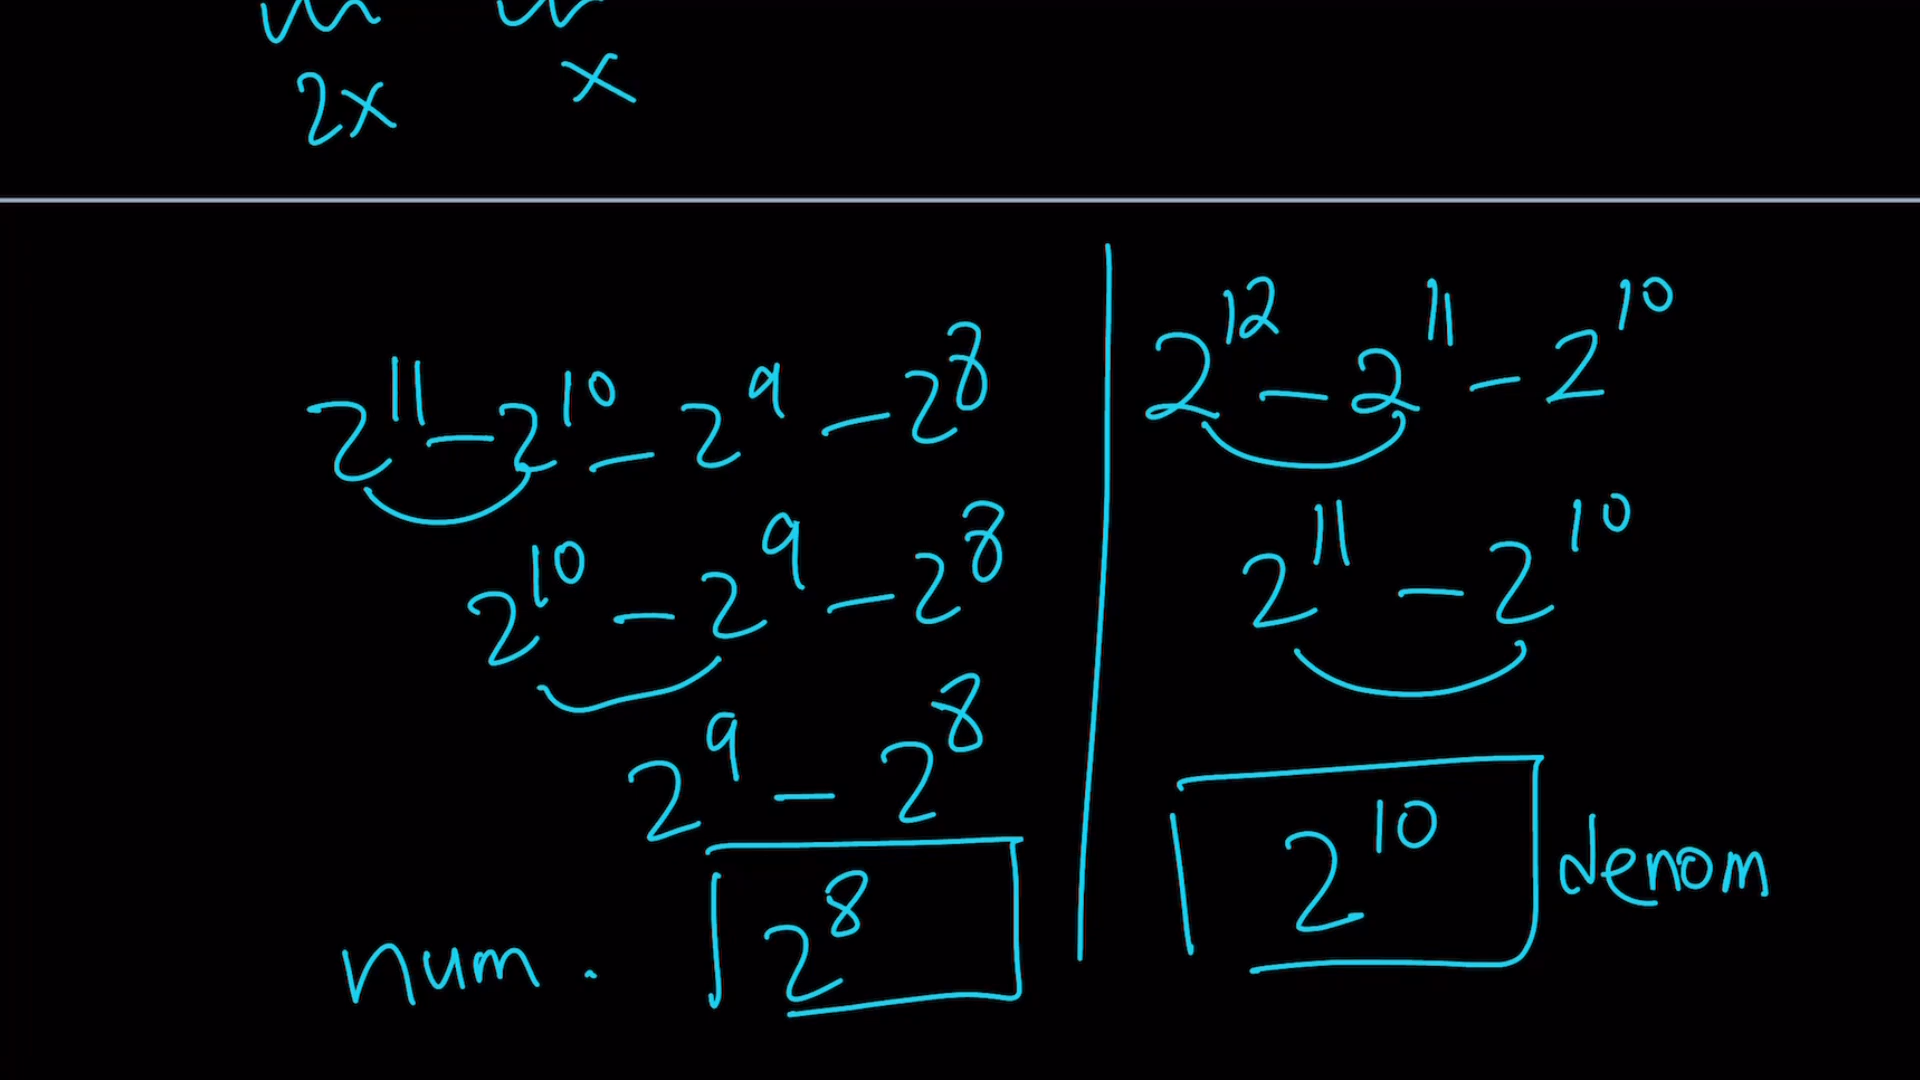 2x x
2^11 - 2^10 - 2^9 - 2^8
2^10 - 2^9 - 2^8
2^9 - 2^8
num. 2^8
2^12 - 2^11 - 2^10
2^11 - 2^10
2^10 denom